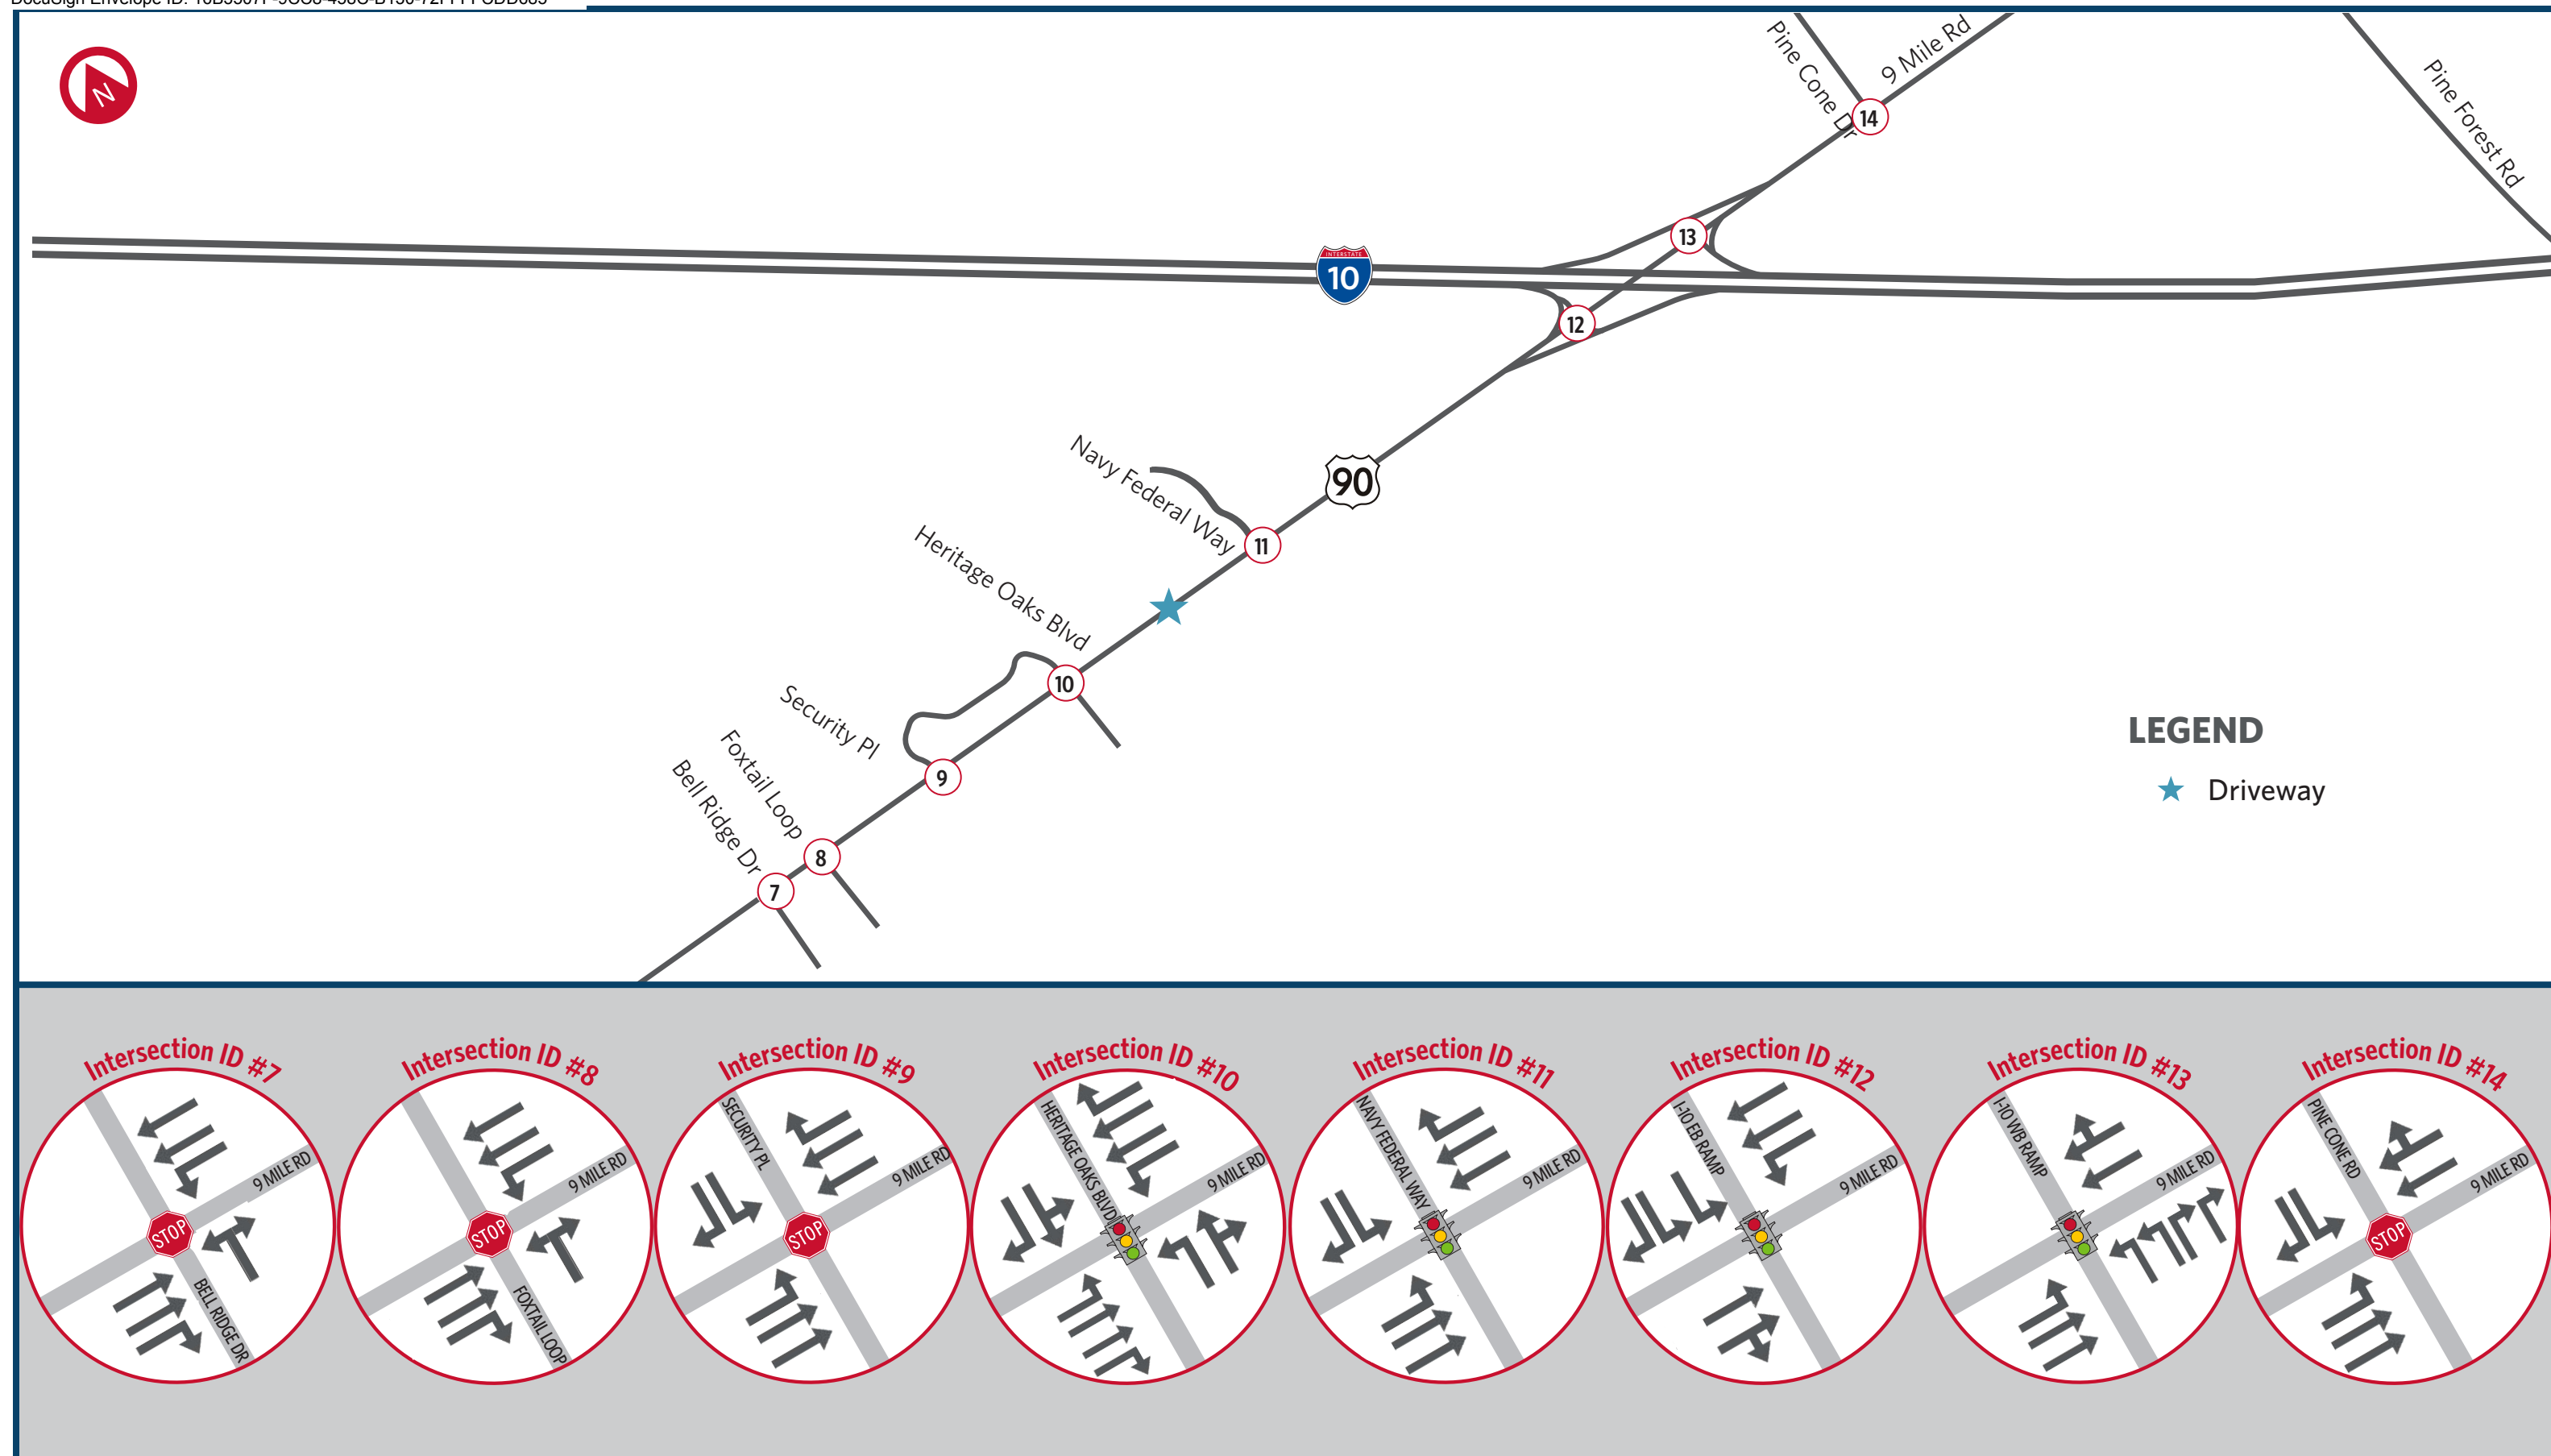 N
Pine Cone Dr
9 Mile Rd
Pine Forest Rd
14
13
INTERSTATE
10
12
90
Navy Federal Way
11
Heritage Oaks Blvd
10
Security Pl
9
Foxtail Loop
8
Bell Ridge Dr
7
LEGEND
Driveway
Intersection ID #7
9 MILE RD
STOP
BELL RIDGE DR
Intersection ID #8
9 MILE RD
STOP
FOXTAIL LOOP
Intersection ID #9
SECURITY PL
9 MILE RD
STOP
Intersection ID #10
HERITAGE OAKS BLVD
9 MILE RD
Intersection ID #11
NAVY FEDERAL WAY
9 MILE RD
Intersection ID #12
I-10 EB RAMP
9 MILE RD
Intersection ID #13
I-10 WB RAMP
9 MILE RD
Intersection ID #14
PINE CONE RD
9 MILE RD
STOP